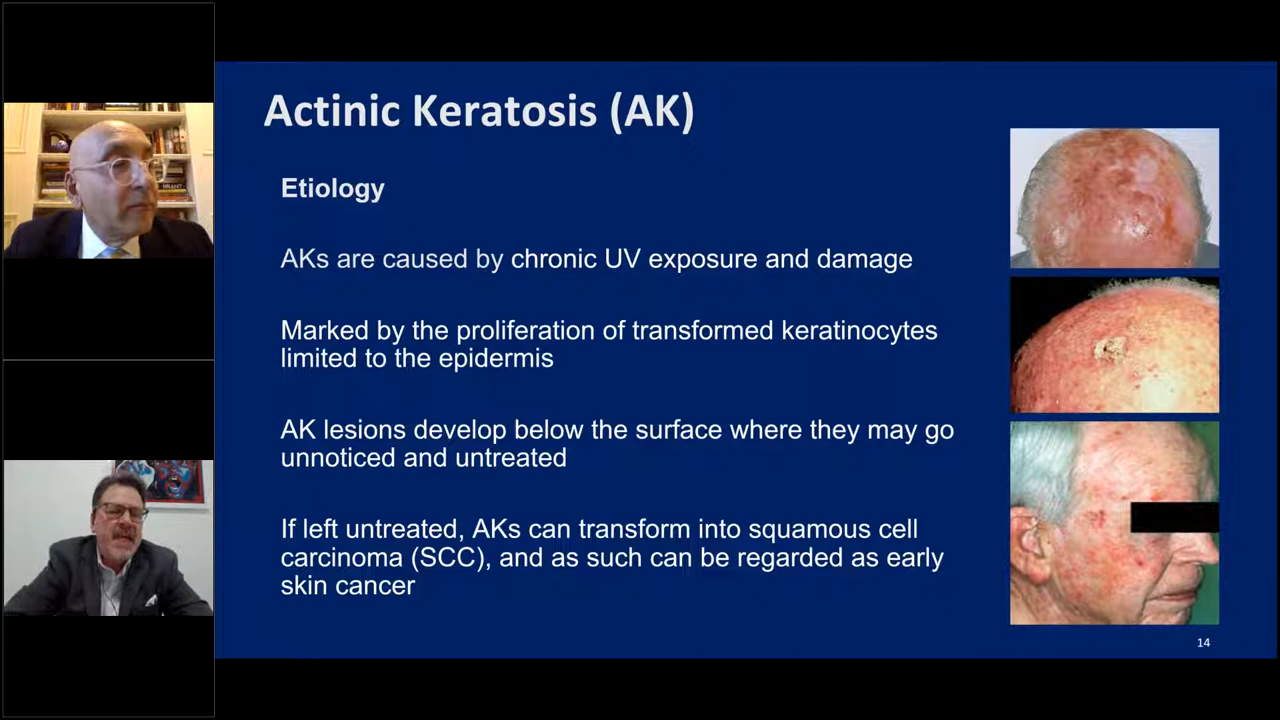 Actinic Keratosis (AK)
Etiology
AKs are caused by chronic UV exposure and damage
Marked by the proliferation of transformed keratinocytes
limited to the epidermis
AK lesions develop below the surface where they may go
unnoticed and untreated
If left untreated, AKs can transform into squamous cell
carcinoma (SCC), and as such can be regarded as early
skin cancer
14